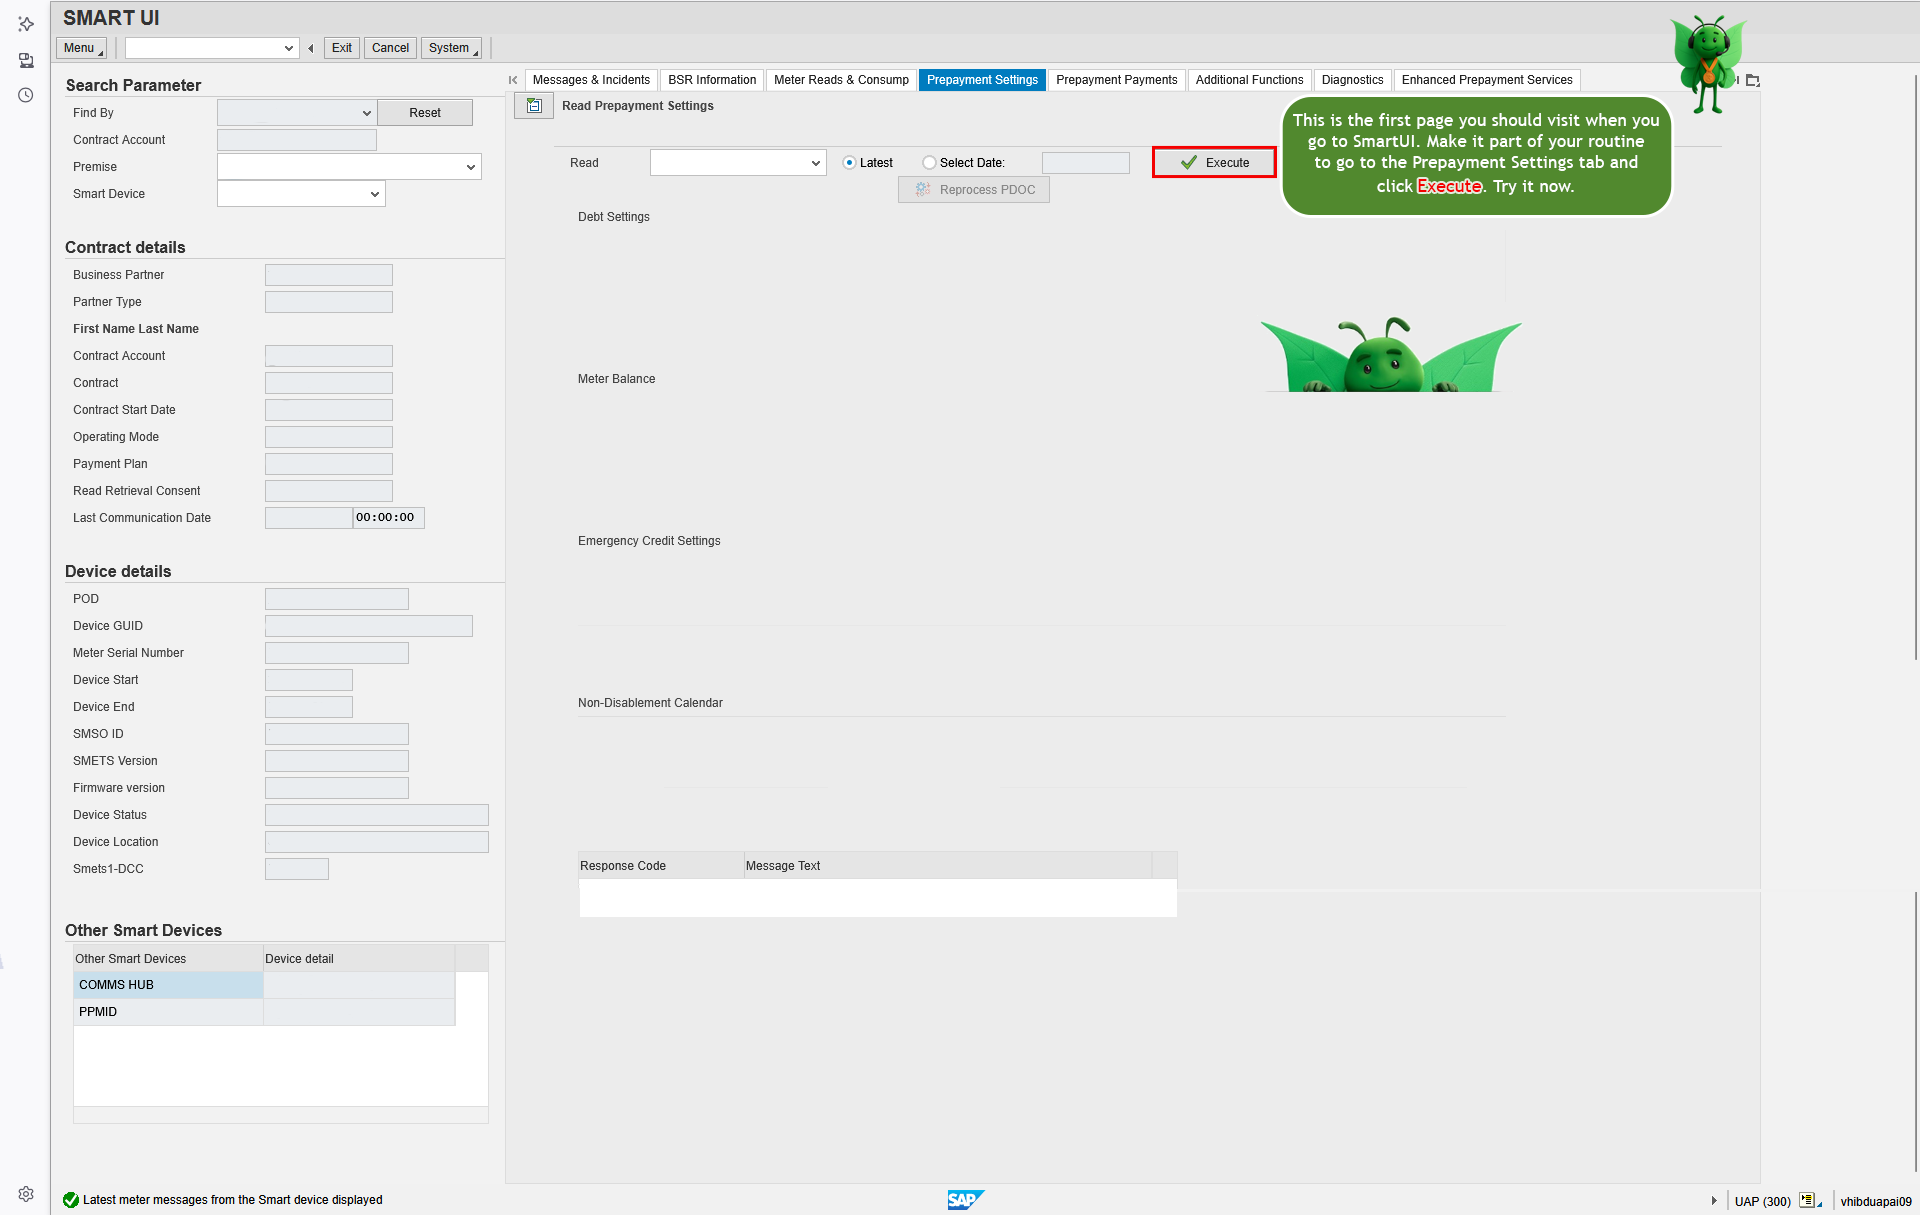 SMART UI
Menu
Exit
Cancel
System
Search Parameter
Find By
Reset
Contract Account
Premise
Smart Device
Contract details
Business Partner
Partner Type
First Name Last Name
Contract Account
Contract
Contract Start Date
Operating Mode
Payment Plan
Read Retrieval Consent
Last Communication Date
00:00:00
Device details
POD
Device GUID
Meter Serial Number
Device Start
Device End
SMSO ID
SMETS Version
Firmware version
Device Status
Device Location
Smets1-DCC
Other Smart Devices
Other Smart Devices
Device detail
COMMS HUB
PPMID
Messages & Incidents
BSR Information
Meter Reads & Consump
Prepayment Settings
Prepayment Payments
Additional Functions
Diagnostics
Enhanced Prepayment Services
Read Prepayment Settings
Read
Latest
Select Date:
Execute
Reprocess PDOC
This is the first page you should visit when you
go to SmartUI. Make it part of your routine
to go to the Prepayment Settings tab and
click Execute. Try it now.
Debt Settings
Meter Balance
Emergency Credit Settings
Non-Disablement Calendar
Response Code
Message Text
Latest meter messages from the Smart device displayed
SAP
UAP (300)
vhibduapai09